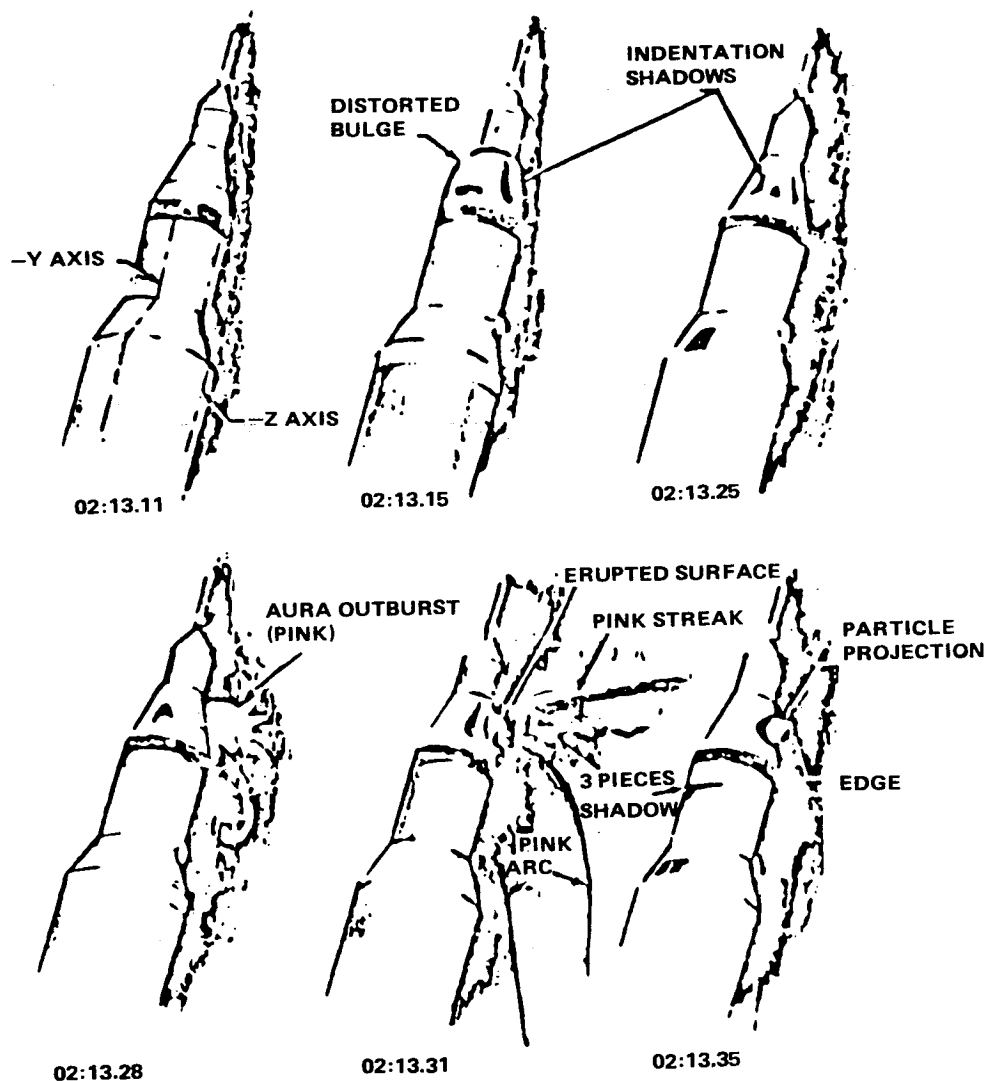 INDENTATION
SHADOWS
DISTORTED
BULGE
–Y AXIS
–Z AXIS
02:13.11
02:13.15
02:13.25
ERUPTED SURFACE
AURA OUTBURST
(PINK)
PINK STREAK
PARTICLE
PROJECTION
3 PIECES
SHADOW
EDGE
PINK
ARC
02:13.28
02:13.31
02:13.35